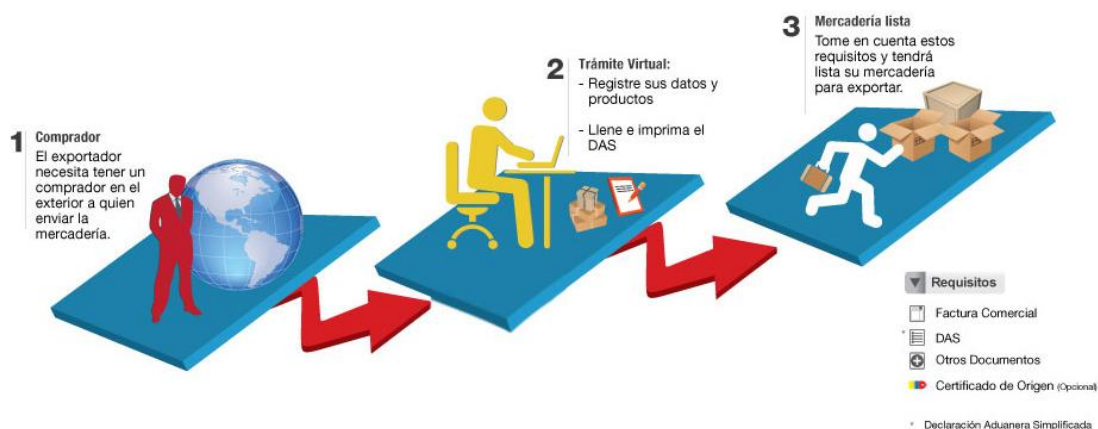 1 Comprador
El exportador
necesita tener un
comprador en el
exterior a quien
enviar la
mercadería.
2 Trámite Virtual:
- Registre sus datos y
productos
- Llene e imprima el
DAS
3 Mercadería lista
Tome en cuenta estos
requisitos y tendrá
lista su mercadería
para exportar.
Requisitos
Factura Comercial
* DAS
Otros Documentos
Certificado de Origen (Opcional)
* Declaración Aduanera Simplificada